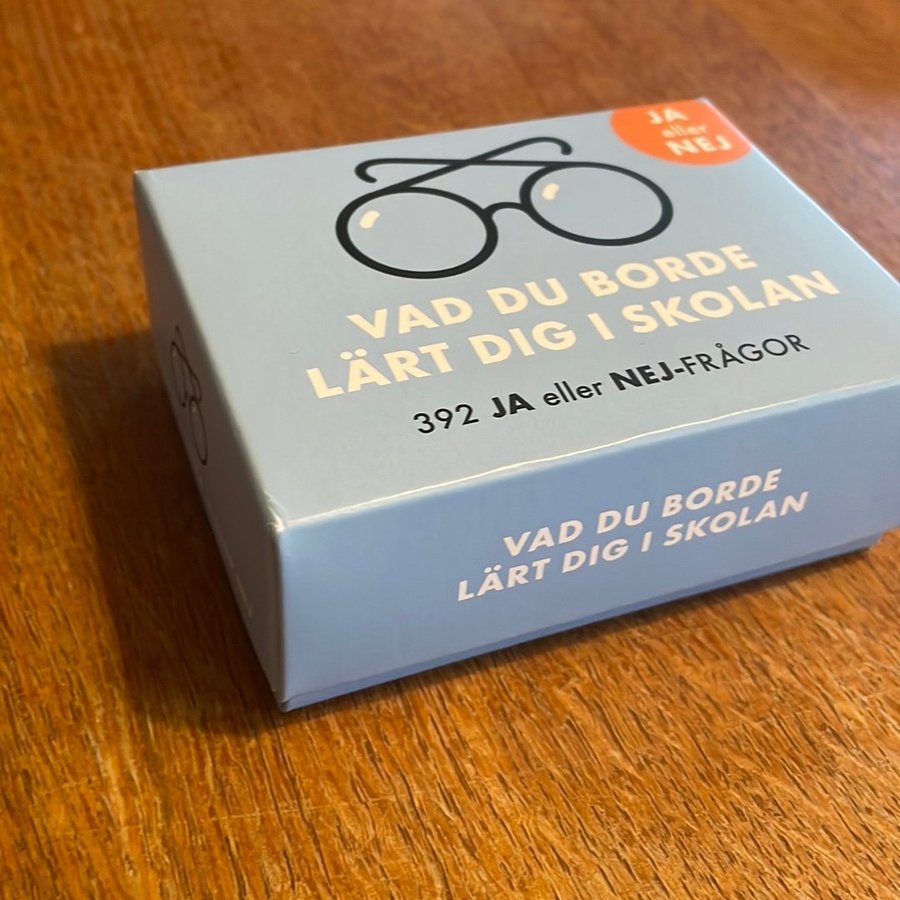 JA
eller
NEJ
VAD DU BORDE
LÄRT DIG I SKOLAN
392 JA eller NEJ-FRÅGOR
VAD DU BORDE
LÄRT DIG I SKOLAN